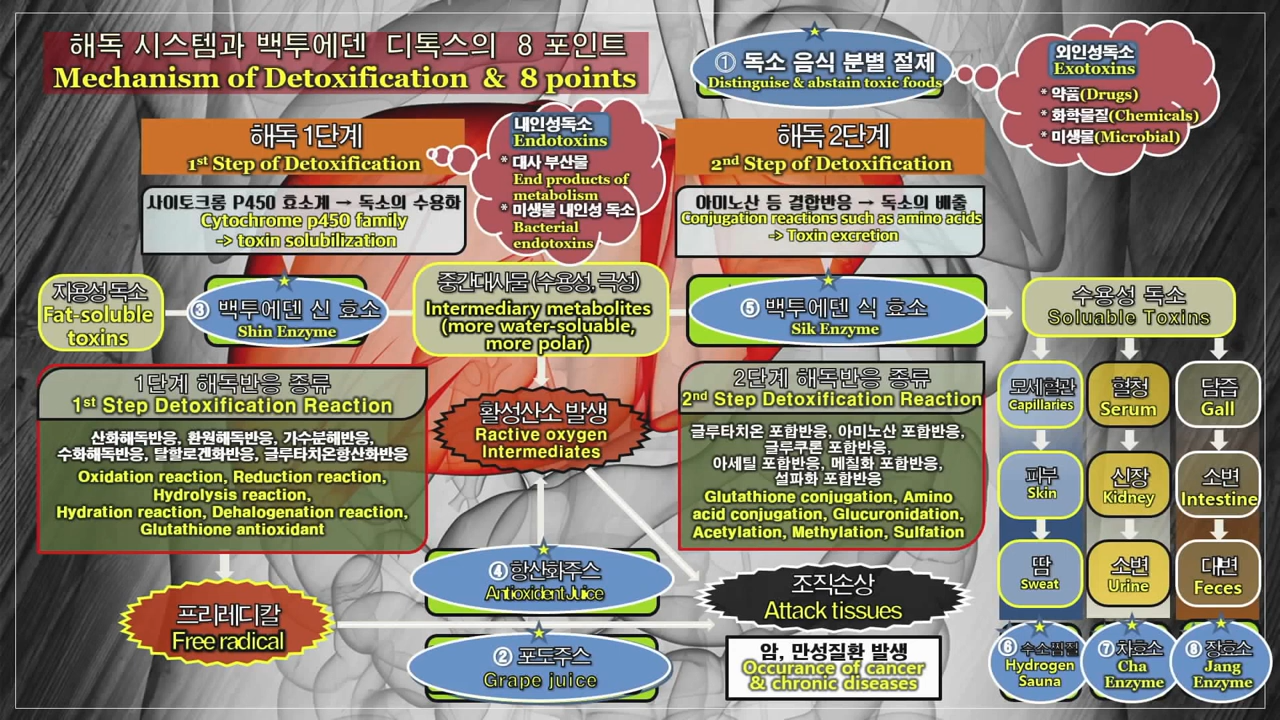 해독 시스템과 백투에덴 디톡스의 8 포인트
Mechanism of Detoxification & 8 points
① 독소 음식 분별 절제
Distinguise & abstain toxic foods
외인성독소
Exotoxins
* 약품(Drugs)
* 화학물질(Chemicals)
* 미생물(Microbial)
해독 1단계
1st Step of Detoxification
내인성독소
Endotoxins
* 대사 부산물
End products of
metabolism
* 미생물 내인성 독소
Bacterial
endotoxins
해독 2단계
2nd Step of Detoxification
사이토크롬 P450 효소계 → 독소의 수용화
Cytochrome p450 family
-> toxin solubilization
아미노산 등 결합반응 → 독소의 배출
Conjugation reactions such as amino acids
-> Toxin excretion
지용성 독소
Fat-soluble
toxins
③ 백투에덴 신 효소
Shin Enzyme
중간대사물 (수용성, 극성)
Intermediary metabolites
(more water-soluble,
more polar)
⑤ 백투에덴 식 효소
Sik Enzyme
수용성 독소
Soluable Toxins
1단계 해독반응 종류
1st Step Detoxification Reaction
산화해독반응, 환원해독반응, 가수분해반응,
수화해독반응, 탈할로겐화반응, 글루타치온항산화반응
Oxidation reaction, Reduction reaction,
Hydrolysis reaction,
Hydration reaction, Dehalogenation reaction,
Glutathione antioxidant
활성산소 발생
Ractive oxygen
Intermediates
2단계 해독반응 종류
2nd Step Detoxification Reaction
글루타치온 포합반응, 아미노산 포합반응,
글루쿠론 포합반응,
아세틸 포합반응, 메칠화 포합반응,
설파화 포합반응
Glutathione conjugation, Amino
acid conjugation, Glucuronidation,
Acetylation, Methylation, Sulfation
모세혈관
Capillaries
혈청
Serum
담즙
Gall
피부
Skin
신장
Kidney
소변
Intestine
땀
Sweat
소변
Urine
대변
Feces
④ 항산화주스
Antioxident Juice
프리레디칼
Free radical
조직손상
Attack tissues
② 포도주스
Grape juice
암, 만성질환 발생
Occurance of cancer
& chronic diseases
⑥ 수소찜질
Hydrogen
Sauna
⑦ 차효소
Cha
Enzyme
⑧ 장효소
Jang
Enzyme